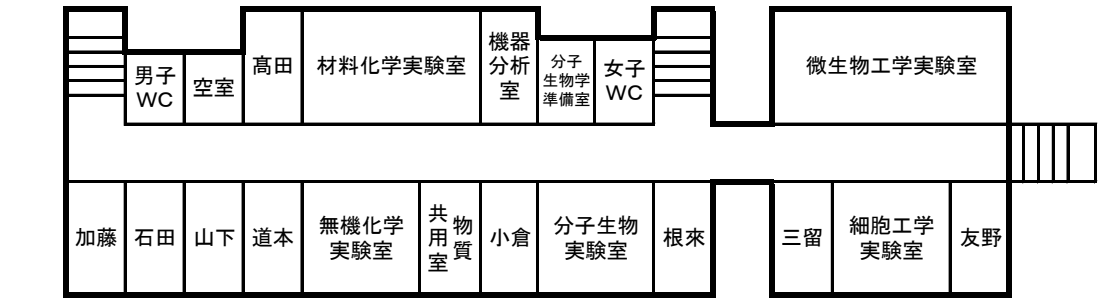 男子
WC
空室
髙田
材料化学実験室
機器
分析
室
分子
生物学
準備室
女子
WC
微生物工学実験室
加藤
石田
山下
道本
無機化学
実験室
物質
共用室
小倉
分子生物
実験室
根來
三留
細胞工学
実験室
友野